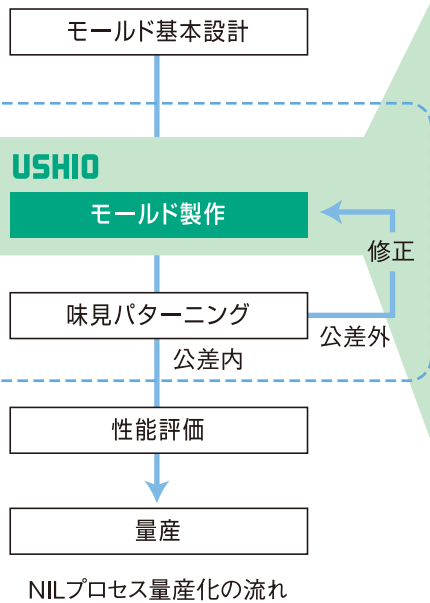 モールド基本設計
USHIO
モールド製作
修正
味見パターニング
公差外
公差内
性能評価
量産
NILプロセス量産化の流れ